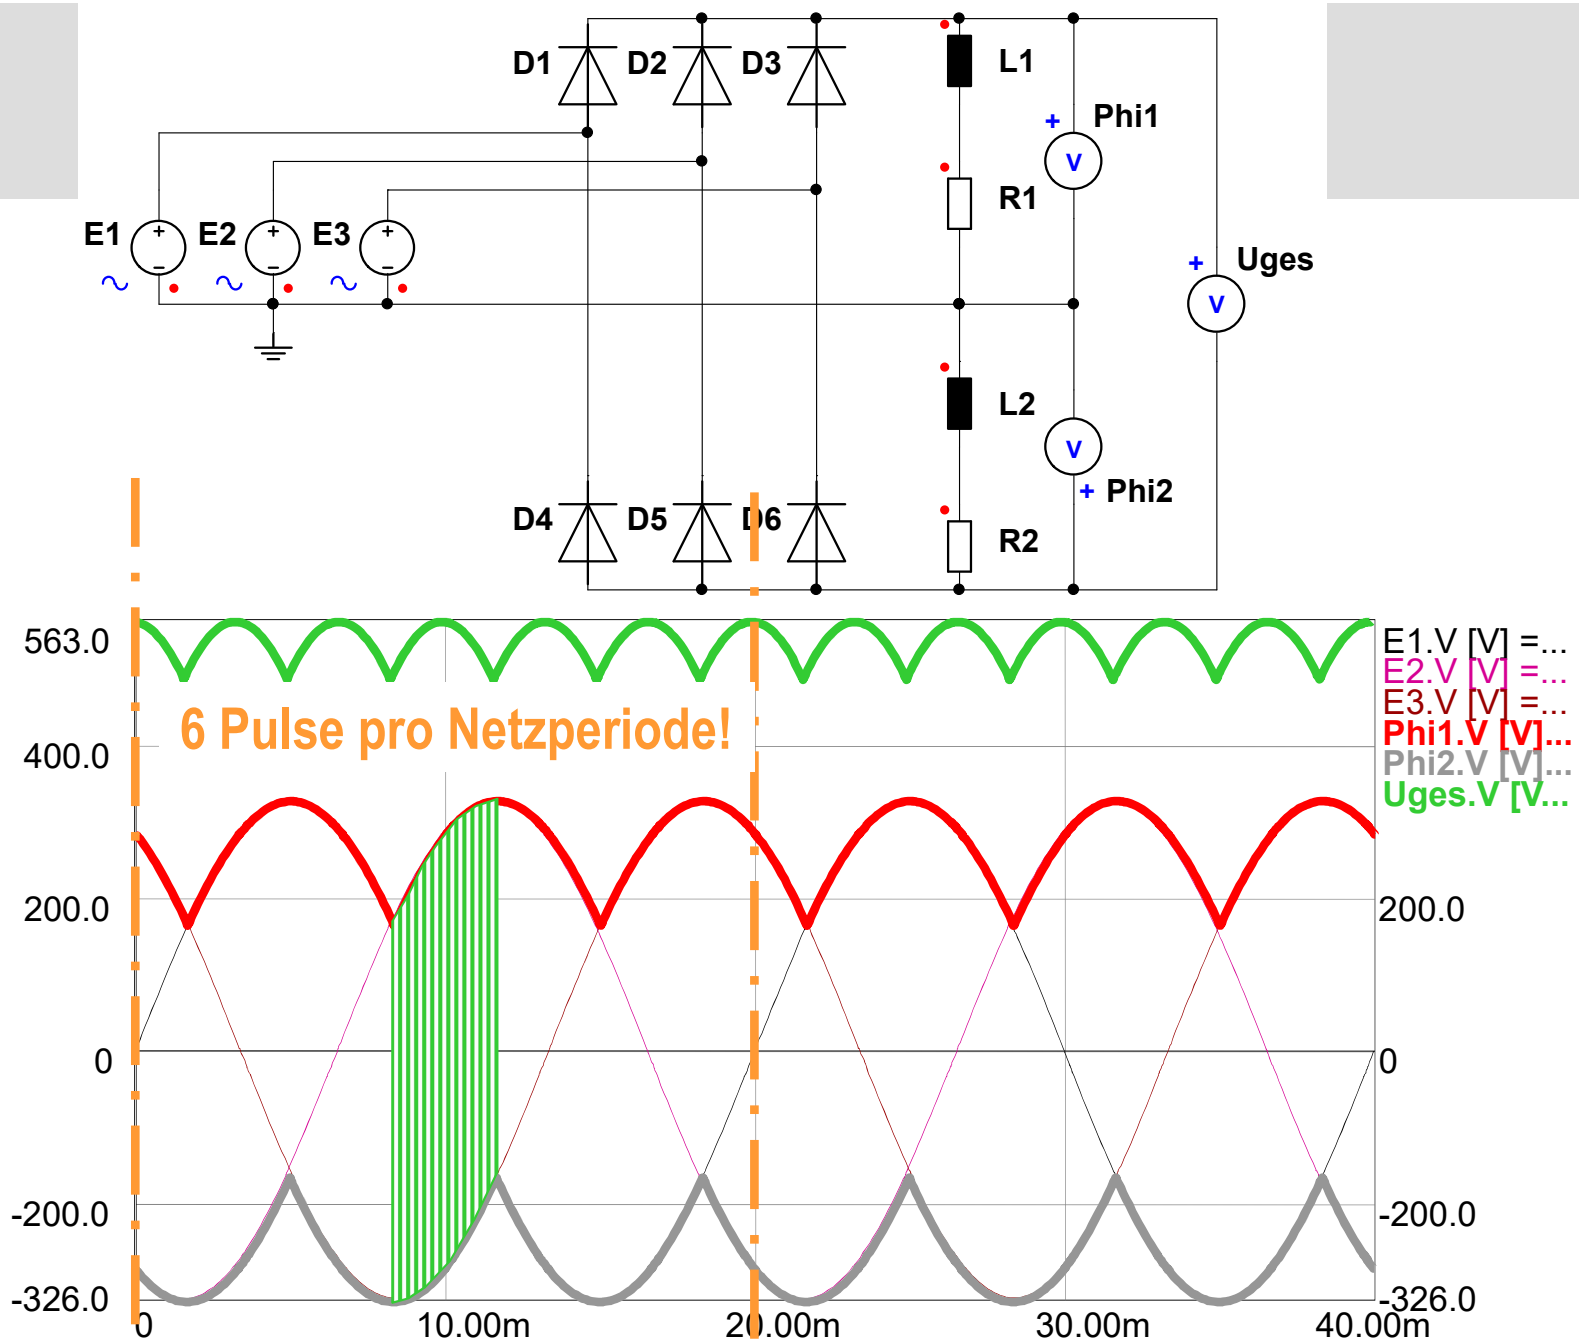 D1
D2
D3
L1
Phi1
+
V
R1
E1
E2
E3
+
+
+
−
−
−
+
Uges
V
L2
V
+ Phi2
D4
D5
D6
R2
563.0
6 Pulse pro Netzperiode!
400.0
200.0
0
-200.0
-326.0
E1.V [V] =...
E2.V [V] =...
E3.V [V] =...
Phi1.V [V]...
Phi2.V [V]...
Uges.V [V...
200.0
0
-200.0
-326.0
0
10.00m
20.00m
30.00m
40.00m